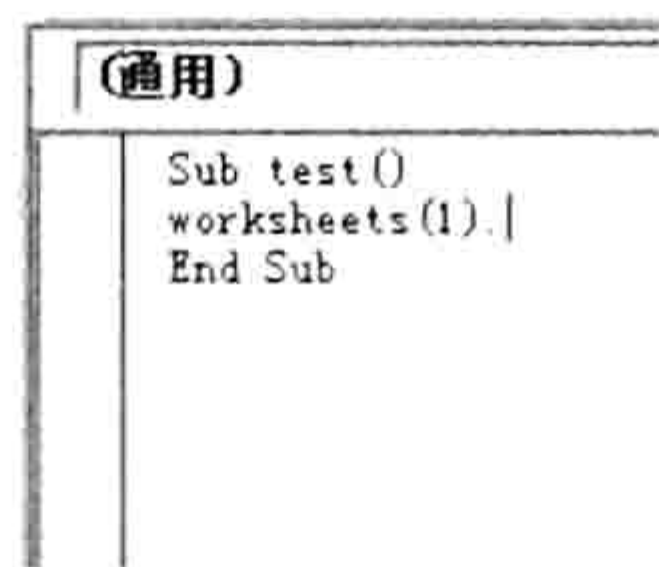 (通用)
Sub test()
worksheets(1).
End Sub